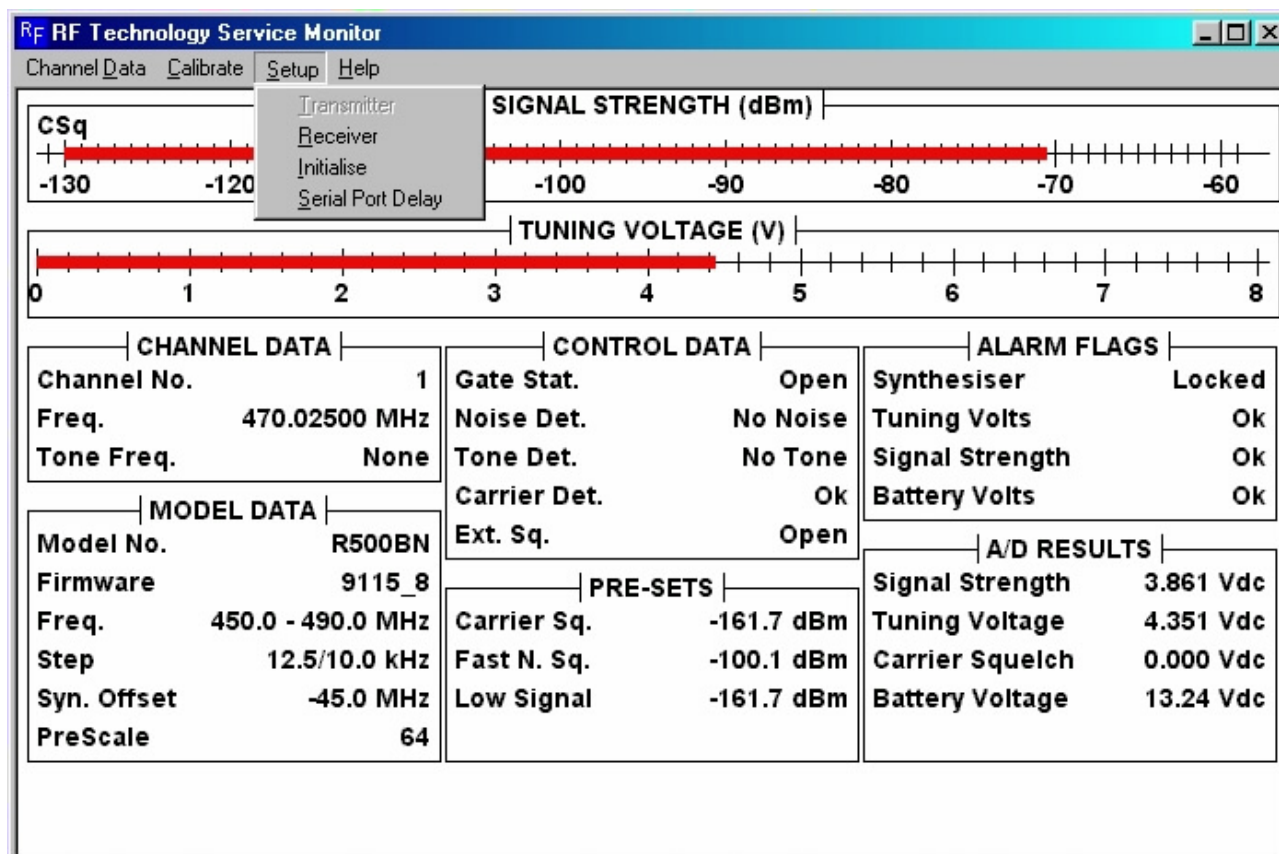 RF RF Technology Service Monitor
Channel Data Calibrate Setup Help
Transmitter
Receiver
Initialise
Serial Port Delay
SIGNAL STRENGTH (dBm)
CSq
-130 -120 -100 -90 -80 -70 -60
TUNING VOLTAGE (V)
0 1 2 3 4 5 6 7 8
CHANNEL DATA
Channel No. 1
Freq. 470.02500 MHz
Tone Freq. None
MODEL DATA
Model No. R500BN
Firmware 9115_8
Freq. 450.0 - 490.0 MHz
Step 12.5/10.0 kHz
Syn. Offset -45.0 MHz
PreScale 64
CONTROL DATA
Gate Stat. Open
Noise Det. No Noise
Tone Det. No Tone
Carrier Det. Ok
Ext. Sq. Open
PRE-SETS
Carrier Sq. -161.7 dBm
Fast N. Sq. -100.1 dBm
Low Signal -161.7 dBm
ALARM FLAGS
Synthesiser Locked
Tuning Volts Ok
Signal Strength Ok
Battery Volts Ok
A/D RESULTS
Signal Strength 3.861 Vdc
Tuning Voltage 4.351 Vdc
Carrier Squelch 0.000 Vdc
Battery Voltage 13.24 Vdc